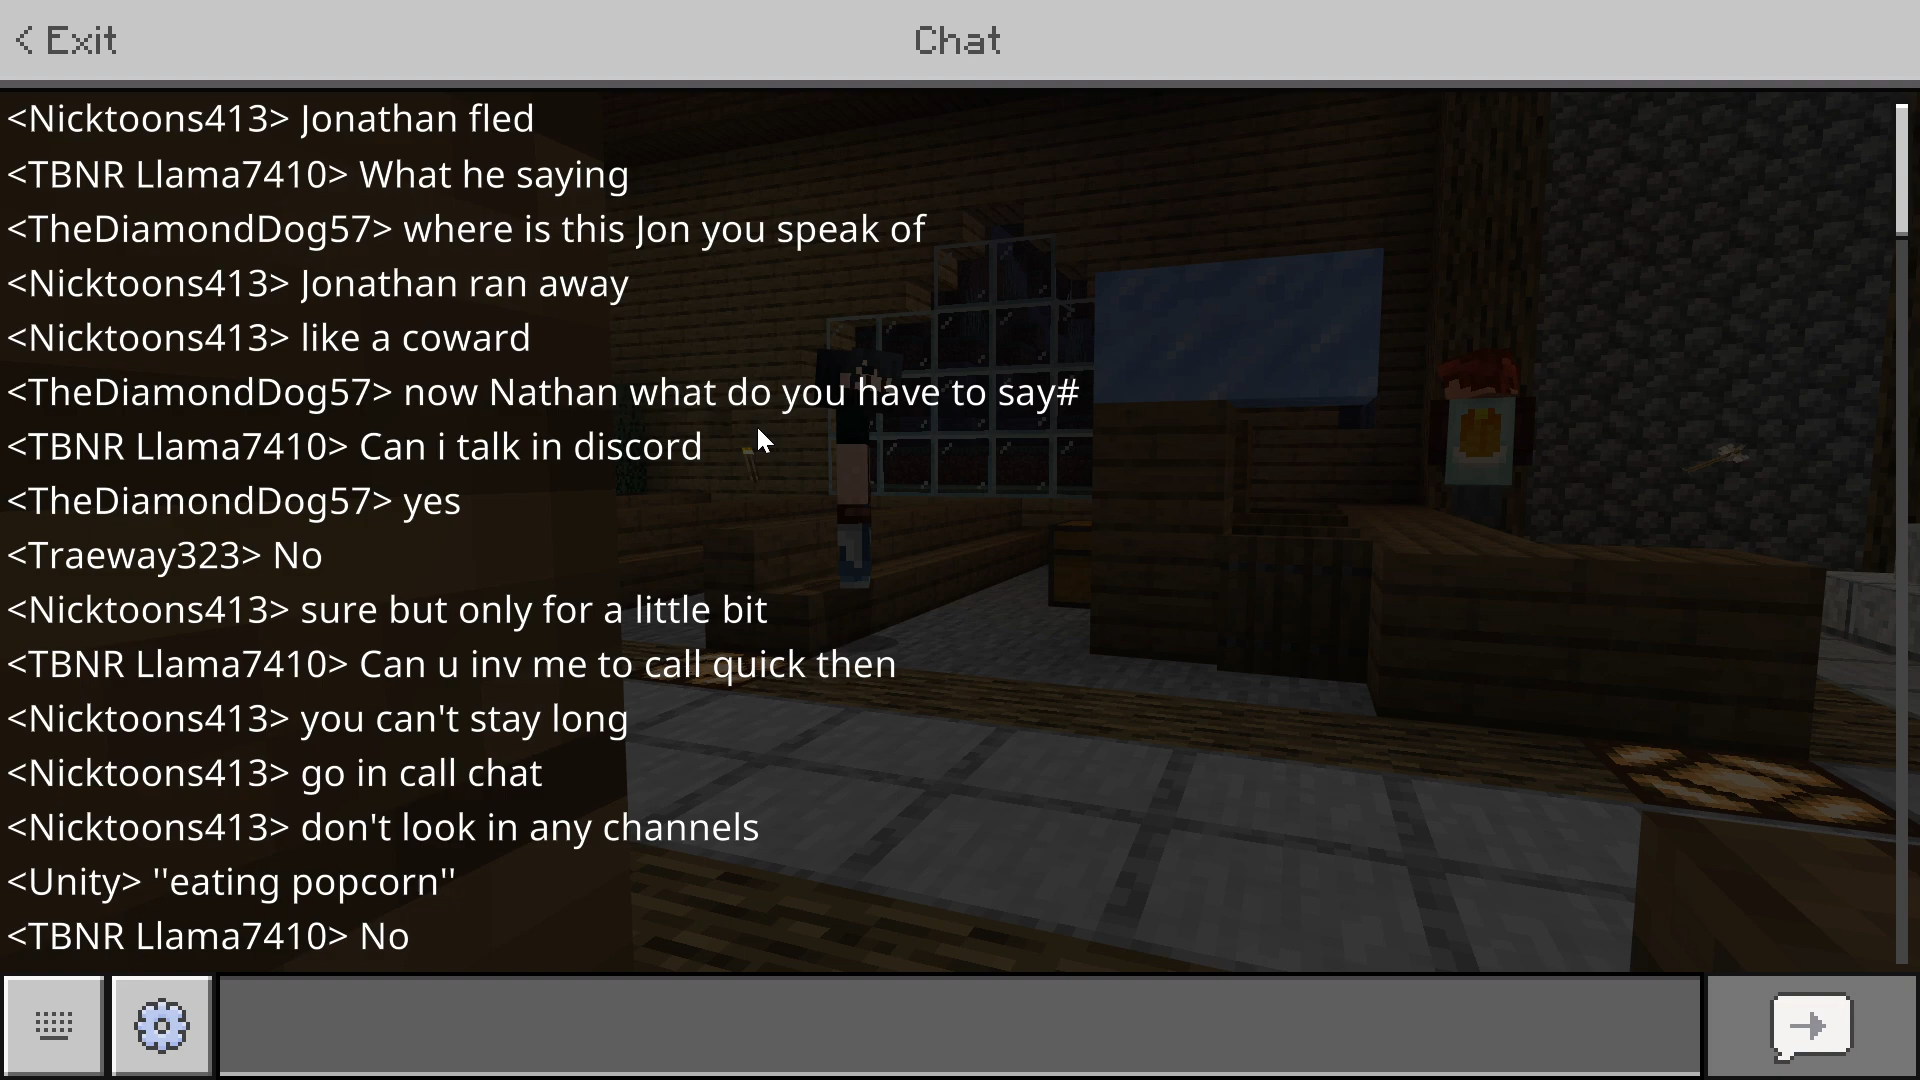 < Exit
Chat
<Nicktoons413> Jonathan fled
<TBNR Llama7410> What he saying
<TheDiamondDog57> where is this Jon you speak of
<Nicktoons413> Jonathan ran away
<Nicktoons413> like a coward
<TheDiamondDog57> now Nathan what do you have to say#
<TBNR Llama7410> Can i talk in discord
<TheDiamondDog57> yes
<Traeway323> No
<Nicktoons413> sure but only for a little bit
<TBNR Llama7410> Can u inv me to call quick then
<Nicktoons413> you can't stay long
<Nicktoons413> go in call chat
<Nicktoons413> don't look in any channels
<Unity> ''eating popcorn''
<TBNR Llama7410> No